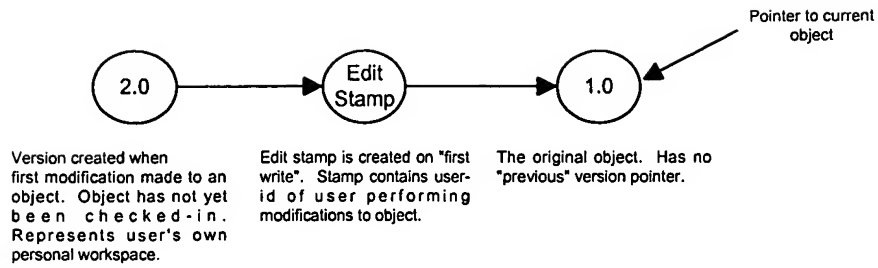 Pointer to current
object
2.0
Edit
Stamp
1.0
Version created when
first modification made to an
object. Object has not yet
been checked-in.
Represents user's own
personal workspace.
Edit stamp is created on "first
write". Stamp contains user-
id of user performing
modifications to object.
The original object. Has no
"previous" version pointer.